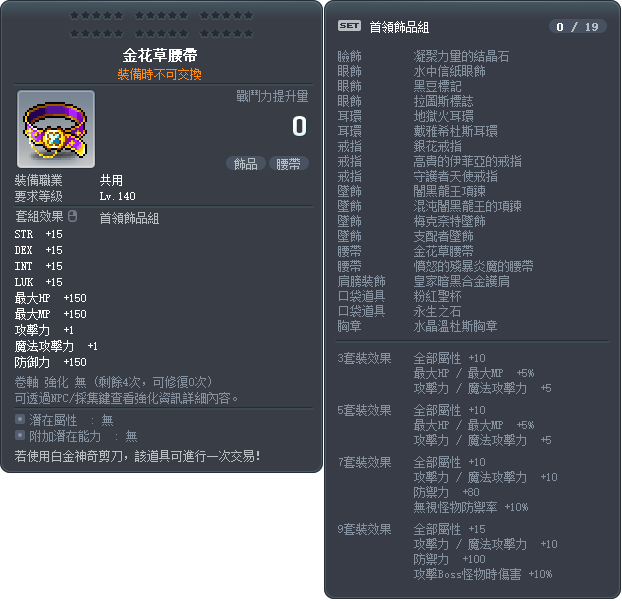 金花草腰帶
裝備時不可交換
戰鬥力提升量
0
飾品 腰帶
裝備職業 共用
要求等級 Lv.140
套組效果 首領飾品組
STR +15
DEX +15
INT +15
LUK +15
最大HP +150
最大MP +150
攻擊力 +1
魔法攻擊力 +1
防御力 +150
卷軸 強化 無 (剩餘4次，可修復0次)
可透過NPC/採集鍵查看強化資訊詳細內容。
潛在屬性 : 無
附加潛在能力 : 無
若使用白金神奇剪刀，該道具可進行一次交易!
SET 首領飾品組 0 / 19
臉飾 凝聚力量的結晶石
眼飾 水中信紙眼飾
眼飾 黑豆標記
眼飾 拉圖斯標誌
耳環 地獄火耳環
耳環 戴雅希杜斯耳環
戒指 銀花戒指
戒指 高貴的伊菲亞的戒指
戒指 守護者天使戒指
墜飾 闇黑龍王項鍊
墜飾 混沌闇黑龍王的項鍊
墜飾 梅克奈特墜飾
墜飾 支配者墜飾
腰帶 金花草腰帶
腰帶 憤怒的殘暴炎魔的腰帶
肩膀裝飾 皇家暗黑合金護肩
口袋道具 粉紅聖杯
口袋道具 永生之石
胸章 水晶溫杜斯胸章
3套裝效果 全部屬性 +10
最大HP / 最大MP +5%
攻擊力 / 魔法攻擊力 +5
5套裝效果 全部屬性 +10
最大HP / 最大MP +5%
攻擊力 / 魔法攻擊力 +5
7套裝效果 全部屬性 +10
攻擊力 / 魔法攻擊力 +10
防禦力 +80
無視怪物防禦率 +10%
9套裝效果 全部屬性 +15
攻擊力 / 魔法攻擊力 +10
防禦力 +100
攻擊Boss怪物時傷害 +10%